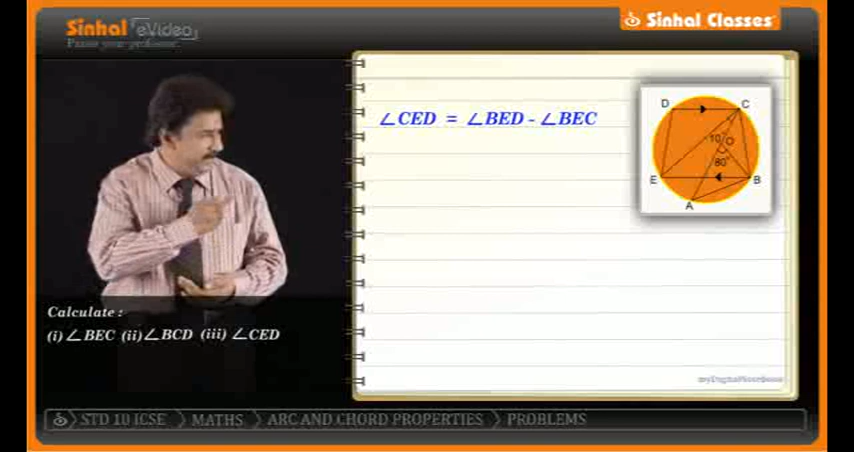 Sinhal eVideo
Pause your professor.
Sinhal Classes
∠CED = ∠BED - ∠BEC
D
C
10°
O
80°
E
B
A
Calculate :
(i) ∠BEC (ii) ∠BCD (iii) ∠CED
STD 10 ICSE
MATHS
ARC AND CHORD PROPERTIES
PROBLEMS